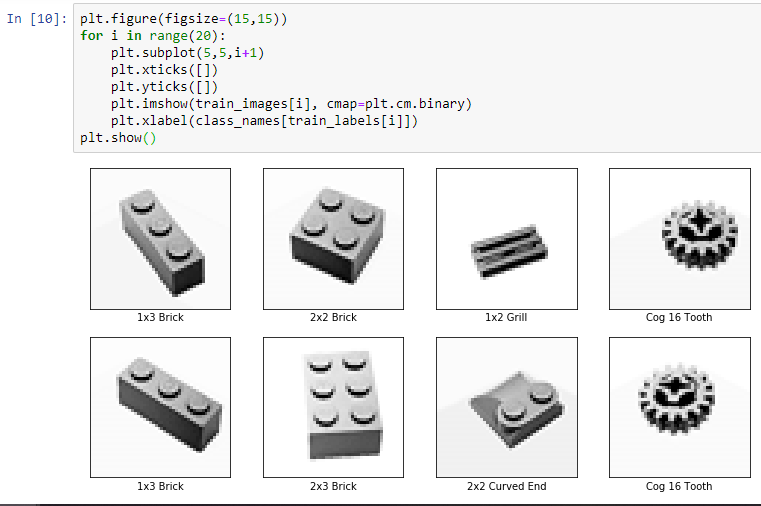 In [10]: plt.figure(figsize=(15,15))
for i in range(20):
    plt.subplot(5,5,i+1)
    plt.xticks([])
    plt.yticks([])
    plt.imshow(train_images[i], cmap=plt.cm.binary)
    plt.xlabel(class_names[train_labels[i]])
plt.show()
1x3 Brick 2x2 Brick 1x2 Grill Cog 16 Tooth
1x3 Brick 2x3 Brick 2x2 Curved End Cog 16 Tooth